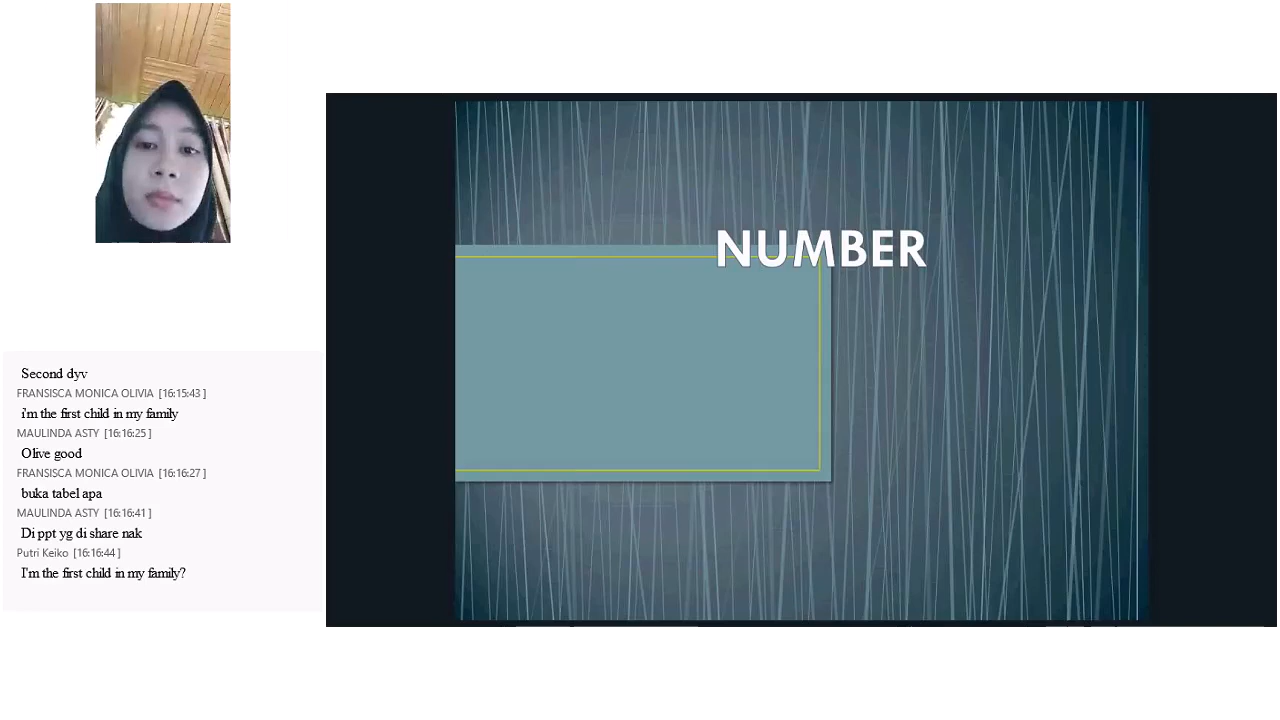 Second dyv
FRANSISCA MONICA OLIVIA [16:15:43 ]
i'm the first child in my family
MAULINDA ASTY [16:16:25 ]
Olive good
FRANSISCA MONICA OLIVIA [16:16:27 ]
buka tabel apa
MAULINDA ASTY [16:16:41 ]
Di ppt yg di share nak
Putri Keiko [16:16:44 ]
I'm the first child in my family?
NUMBER